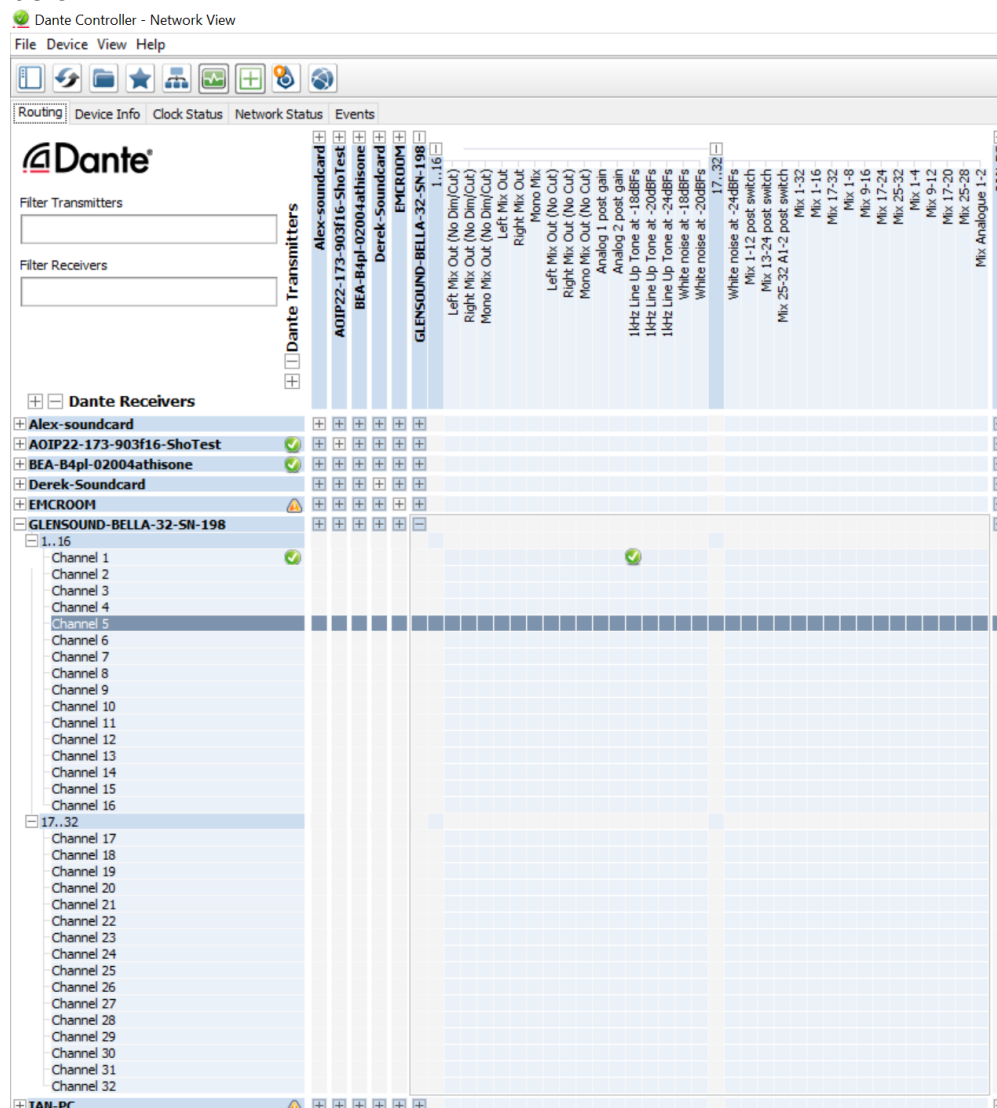 Dante Controller - Network View
File Device View Help
Routing Device Info Clock Status Network Status Events
Dante®
Filter Transmitters
Filter Receivers
Dante Transmitters
Alex-soundcard
AOIP22-173-903f16-ShoTest
BEA-B4pl-02004athisone
Derek-Soundcard
EMCROOM
GLENSOUND-BELLA-32-SN-198
1..16
Left Mix Out (No Dim/Cut)
Right Mix Out (No Dim/Cut)
Mono Mix Out (No Dim/Cut)
Left Mix Out
Right Mix Out
Mono Mix
Left Mix Out (No Cut)
Right Mix Out (No Cut)
Mono Mix Out (No Cut)
Analog 1 post gain
Analog 2 post gain
1kHz Line Up Tone at -18dBFs
1kHz Line Up Tone at -20dBFs
1kHz Line Up Tone at -24dBFs
White noise at -18dBFs
White noise at -20dBFs
17..32
White noise at -24dBFs
Mix 1-12 post switch
Mix 13-24 post switch
Mix 25-32 A1-2 post switch
Mix 1-32
Mix 1-16
Mix 17-32
Mix 1-8
Mix 9-16
Mix 17-24
Mix 25-32
Mix 1-4
Mix 9-12
Mix 17-20
Mix 25-28
Mix Analogue 1-2
Dante Receivers
Alex-soundcard
AOIP22-173-903f16-ShoTest
BEA-B4pl-02004athisone
Derek-Soundcard
EMCROOM
GLENSOUND-BELLA-32-SN-198
1..16
Channel 1
Channel 2
Channel 3
Channel 4
Channel 5
Channel 6
Channel 7
Channel 8
Channel 9
Channel 10
Channel 11
Channel 12
Channel 13
Channel 14
Channel 15
Channel 16
17..32
Channel 17
Channel 18
Channel 19
Channel 20
Channel 21
Channel 22
Channel 23
Channel 24
Channel 25
Channel 26
Channel 27
Channel 28
Channel 29
Channel 30
Channel 31
Channel 32
IAN-PC